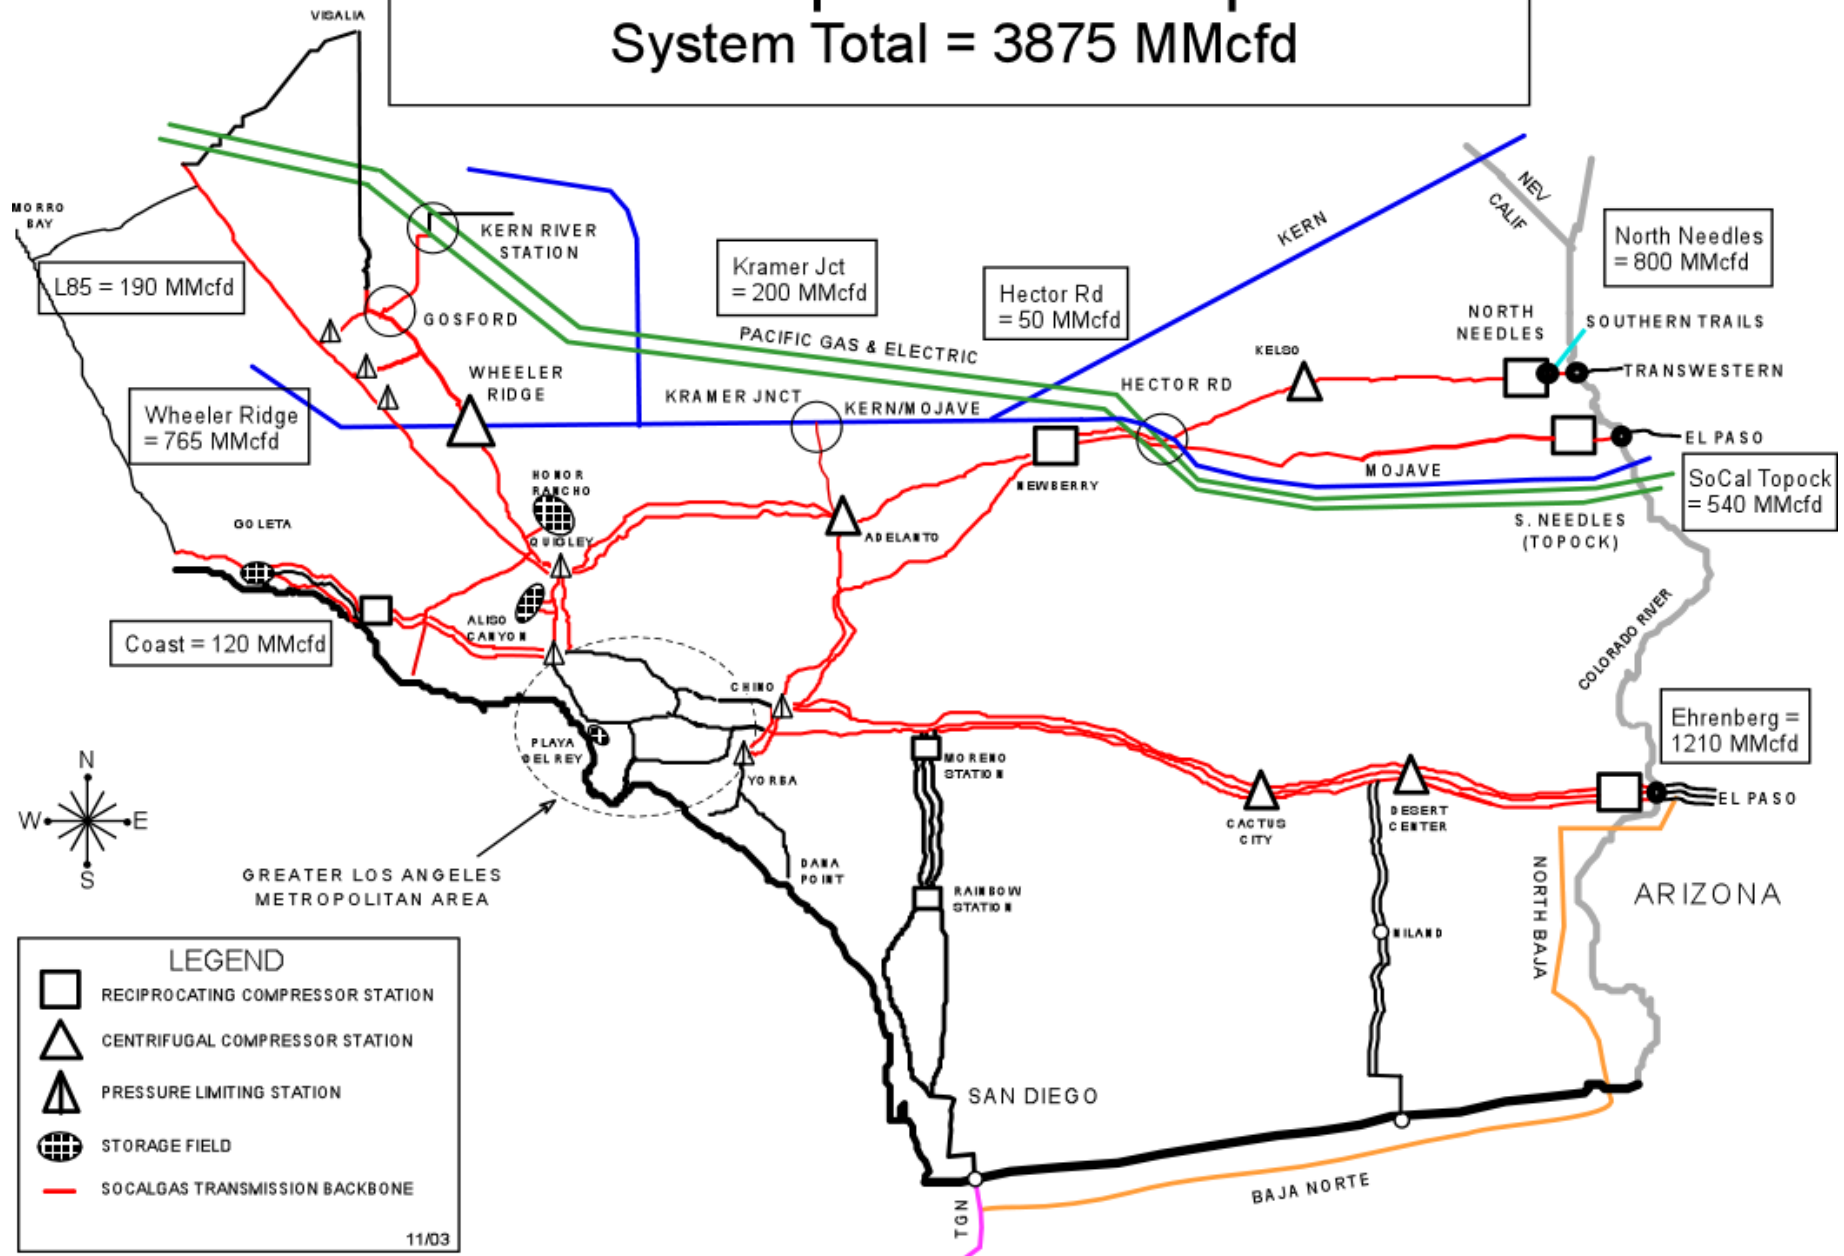 System Total = 3875 MMcfd
VISALIA
MORRO
BAY
KERN RIVER
STATION
L85 = 190 MMcfd
GOSFORD
Kramer Jct
= 200 MMcfd
Hector Rd
= 50 MMcfd
KERN
NEV
CALIF
North Needles
= 800 MMcfd
NORTH
NEEDLES
SOUTHERN TRAILS
TRANSWESTERN
PACIFIC GAS & ELECTRIC
KELSO
WHEELER
RIDGE
KRAMER JNCT
KERN/MOJAVE
HECTOR RD
Wheeler Ridge
= 765 MMcfd
EL PASO
MOJAVE
SoCal Topock
= 540 MMcfd
HONOR
RANCHO
NEWBERRY
S. NEEDLES
(TOPOCK)
GOLETA
QUIGLEY
ADELANTO
ALISO
CANYON
Coast = 120 MMcfd
COLORADO RIVER
CHINO
Ehrenberg =
1210 MMcfd
PLAYA
DEL REY
YORBA
MORENO
STATION
EL PASO
CACTUS
CITY
DESERT
CENTER
N
W
E
S
GREATER LOS ANGELES
METROPOLITAN AREA
DANA
POINT
RAINBOW
STATION
NORTH BAJA
ARIZONA
NILAND
LEGEND
RECIPROCATING COMPRESSOR STATION
CENTRIFUGAL COMPRESSOR STATION
PRESSURE LIMITING STATION
STORAGE FIELD
SOCALGAS TRANSMISSION BACKBONE
11/03
SAN DIEGO
BAJA NORTE
TGN